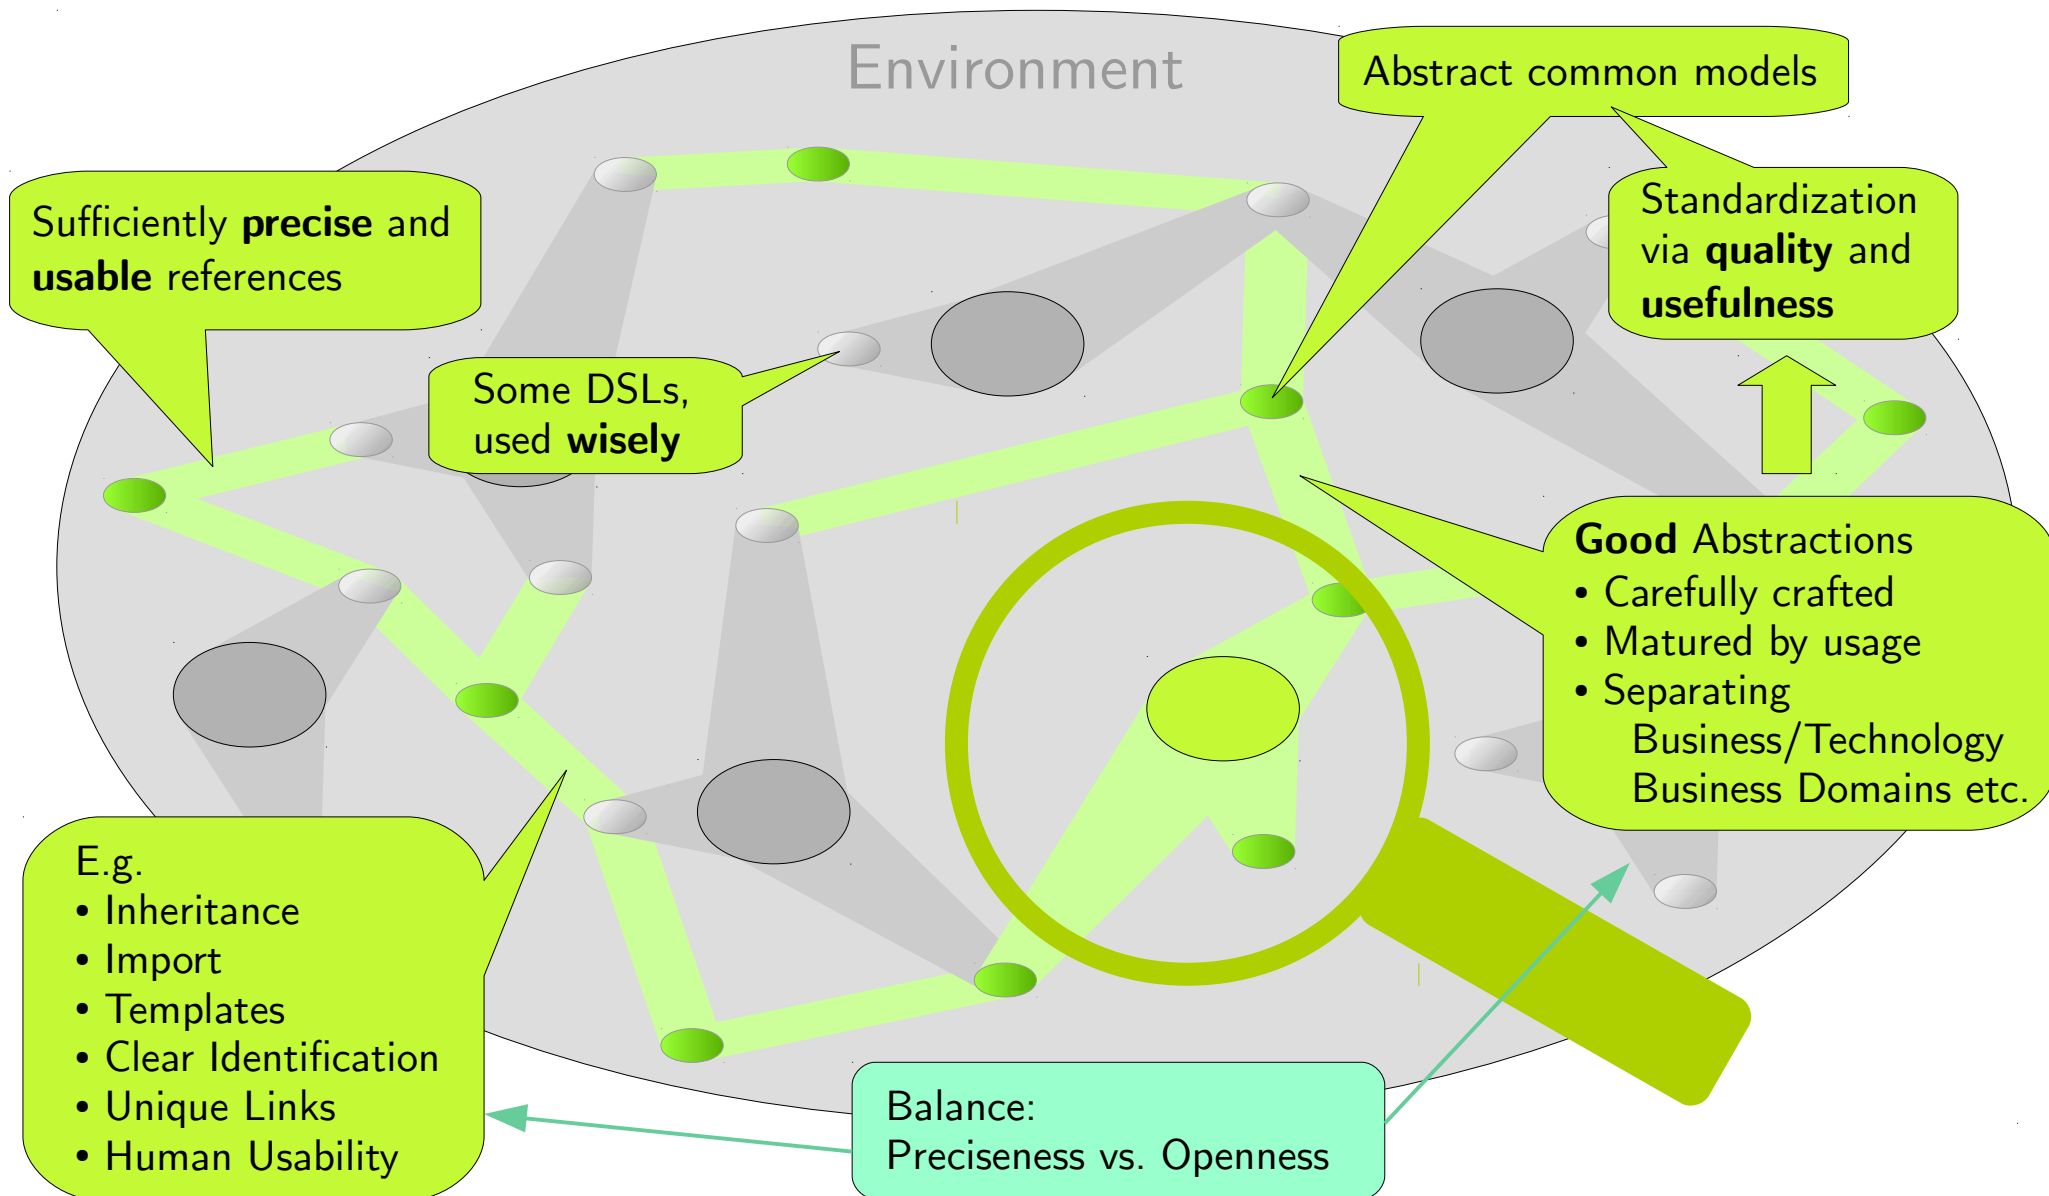 Environment
Abstract common models
Sufficiently precise and
usable references
Standardization
via quality and
usefulness
Some DSLs,
used wisely
Good Abstractions
• Carefully crafted
• Matured by usage
• Separating
Business/Technology
Business Domains etc.
E.g.
• Inheritance
• Import
• Templates
• Clear Identification
• Unique Links
• Human Usability
Balance:
Preciseness vs. Openness